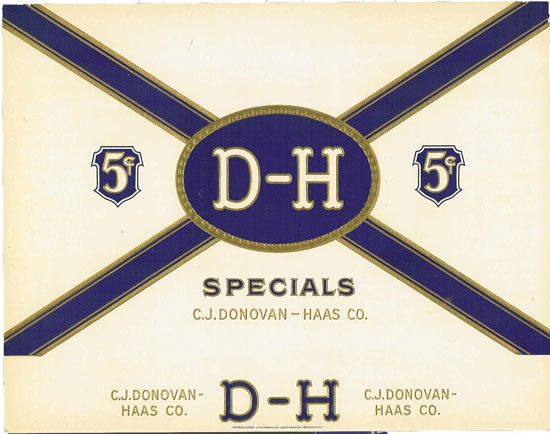 D-H
5¢
5¢
SPECIALS
C.J. DONOVAN - HAAS CO.
C.J. DONOVAN-
HAAS CO.
D-H
C.J. DONOVAN-
HAAS CO.